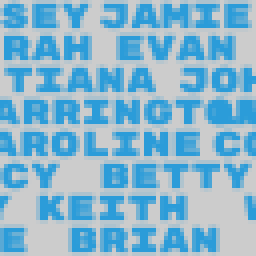 SEY JAMIE
RAH EVAN
TIANA JOH
ARRINGTON
AROLINE CO
CY BETTY
Y KEITH
E BRIAN